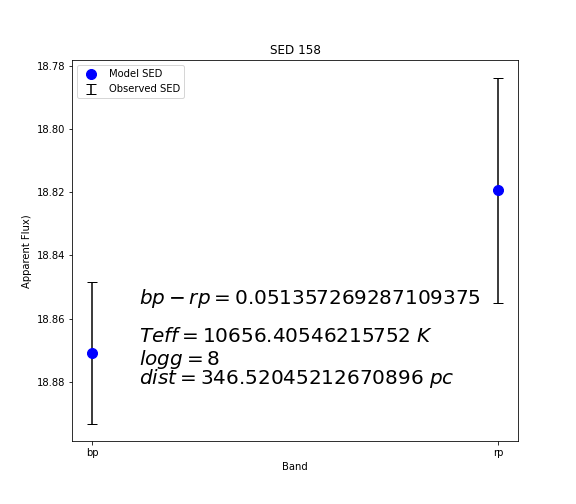 SED 158
18.78
Model SED
Observed SED
18.80
18.82
18.84
Apparent Flux)
bp − rp = 0.051357269287109375
18.86
Teff = 10656.40546215752 K
logg = 8
dist = 346.52045212670896 pc
18.88
bp
rp
Band